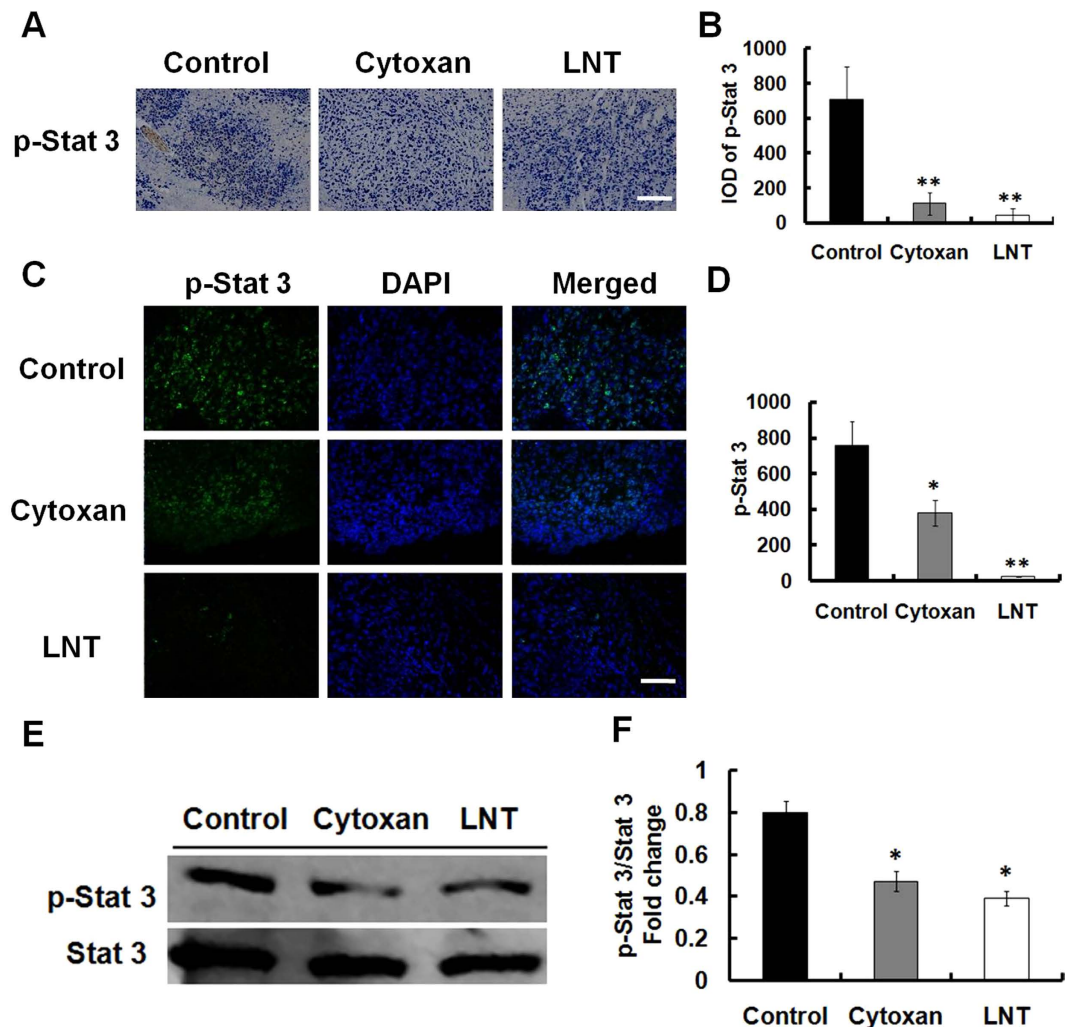 A
Control Cytoxan LNT
p-Stat 3
B
1000
800
600
400
200
0
IOD of p-Stat 3
**
**
Control Cytoxan LNT
C
p-Stat 3 DAPI Merged
Control
Cytoxan
LNT
D
1000
800
600
400
200
0
p-Stat 3
*
**
Control Cytoxan LNT
E
Control Cytoxan LNT
p-Stat 3
Stat 3
F
1
0.8
0.6
0.4
0.2
0
p-Stat 3/Stat 3
Fold change
*
*
Control Cytoxan LNT